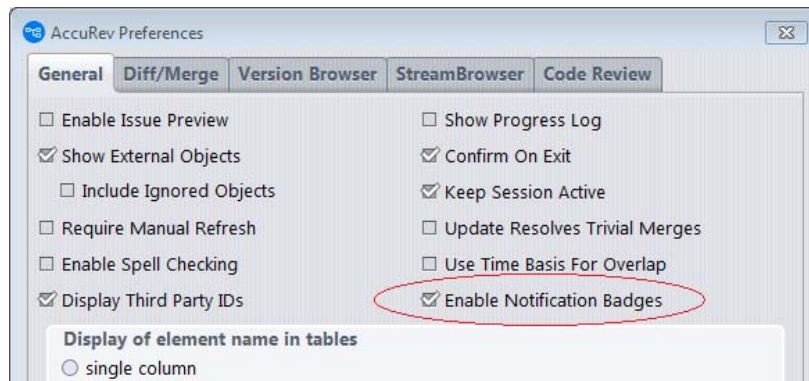 AccuRev Preferences
General Diff/Merge Version Browser StreamBrowser Code Review
Enable Issue Preview
Show External Objects
Include Ignored Objects
Require Manual Refresh
Enable Spell Checking
Display Third Party IDs
Show Progress Log
Confirm On Exit
Keep Session Active
Update Resolves Trivial Merges
Use Time Basis For Overlap
Enable Notification Badges
Display of element name in tables
single column